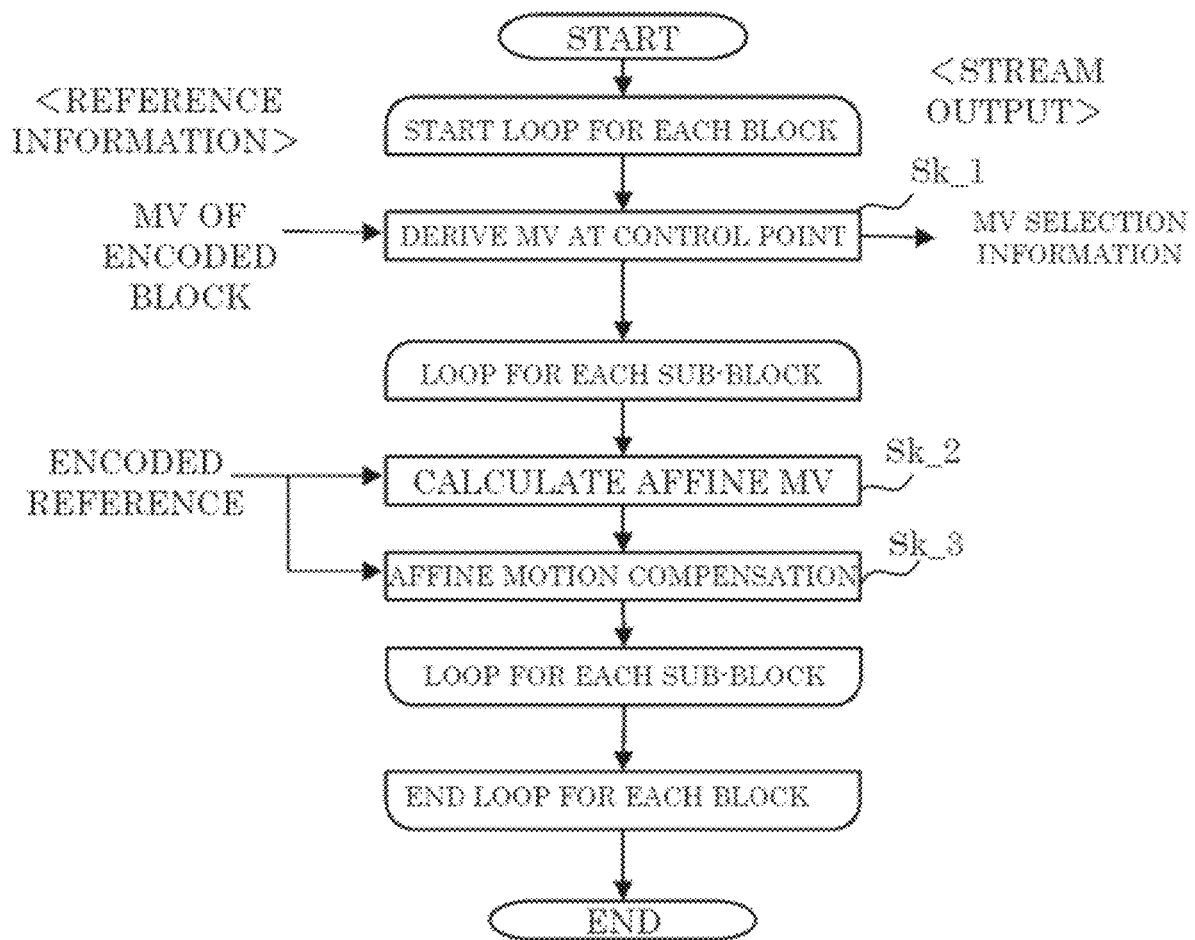 START
<REFERENCE
INFORMATION>
<STREAM
OUTPUT>
START LOOP FOR EACH BLOCK
Sk_1
MV OF
ENCODED
BLOCK
DERIVE MV AT CONTROL POINT
MV SELECTION
INFORMATION
LOOP FOR EACH SUB-BLOCK
ENCODED
REFERENCE
Sk_2
CALCULATE AFFINE MV
Sk_3
AFFINE MOTION COMPENSATION
LOOP FOR EACH SUB-BLOCK
END LOOP FOR EACH BLOCK
END